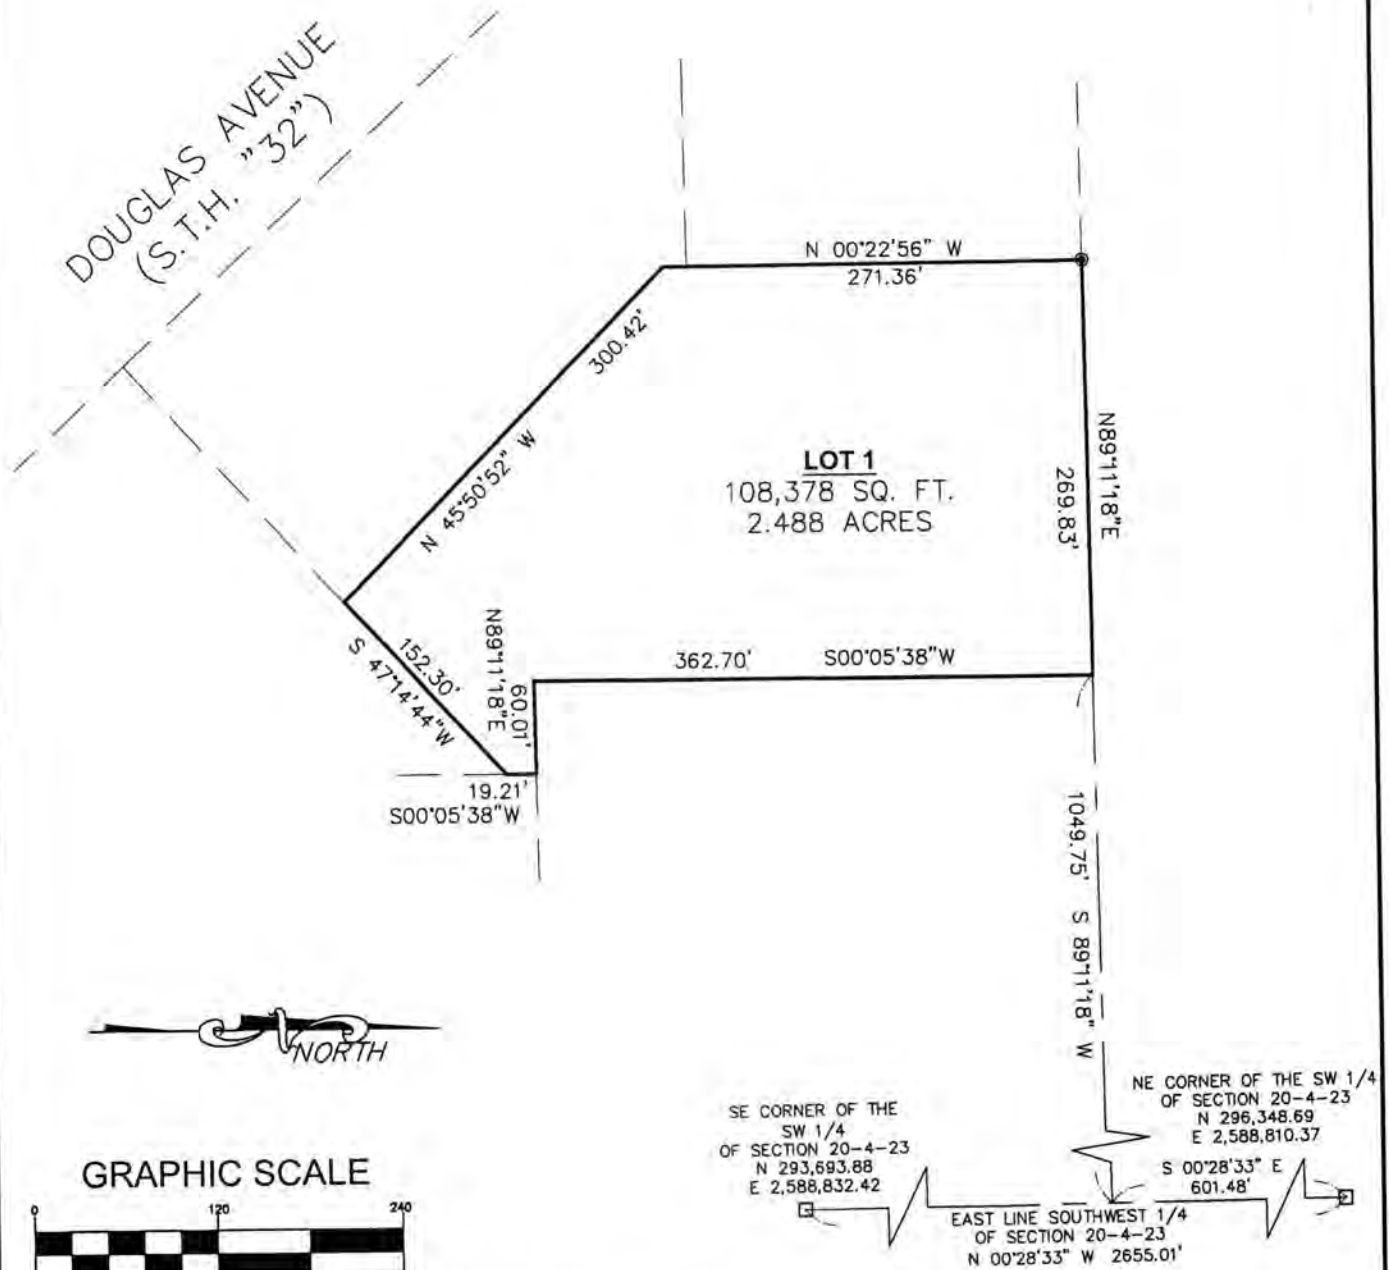 DOUGLAS AVENUE
(S.T.H. "32")
N 00°22'56" W
271.36'
300.42'
N 45°50'52" W
LOT 1
108,378 SQ. FT.
2.488 ACRES
N89°11'18"E
269.83'
152.30'
S 47°14'44"W
N89°11'18"E
60.01'
362.70'
S00°05'38"W
19.21'
S00°05'38"W
1049.75' S 89°11'18" W
NORTH
GRAPHIC SCALE
0 120 240
SE CORNER OF THE
SW 1/4
OF SECTION 20-4-23
N 293,693.88
E 2,588,832.42
NE CORNER OF THE SW 1/4
OF SECTION 20-4-23
N 296,348.69
E 2,588,810.37
S 00°28'33" E
601.48'
EAST LINE SOUTHWEST 1/4
OF SECTION 20-4-23
N 00°28'33" W 2655.01'